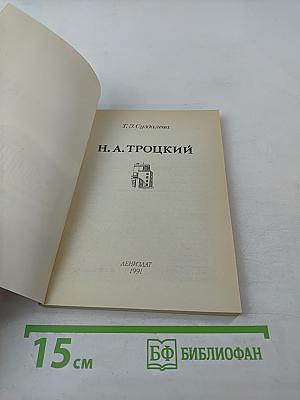 Т. Э. Суздалева
Н. А. ТРОЦКИЙ
ЛЕНИЗДАТ
1991
15 см
БФ БИБЛИОФАН